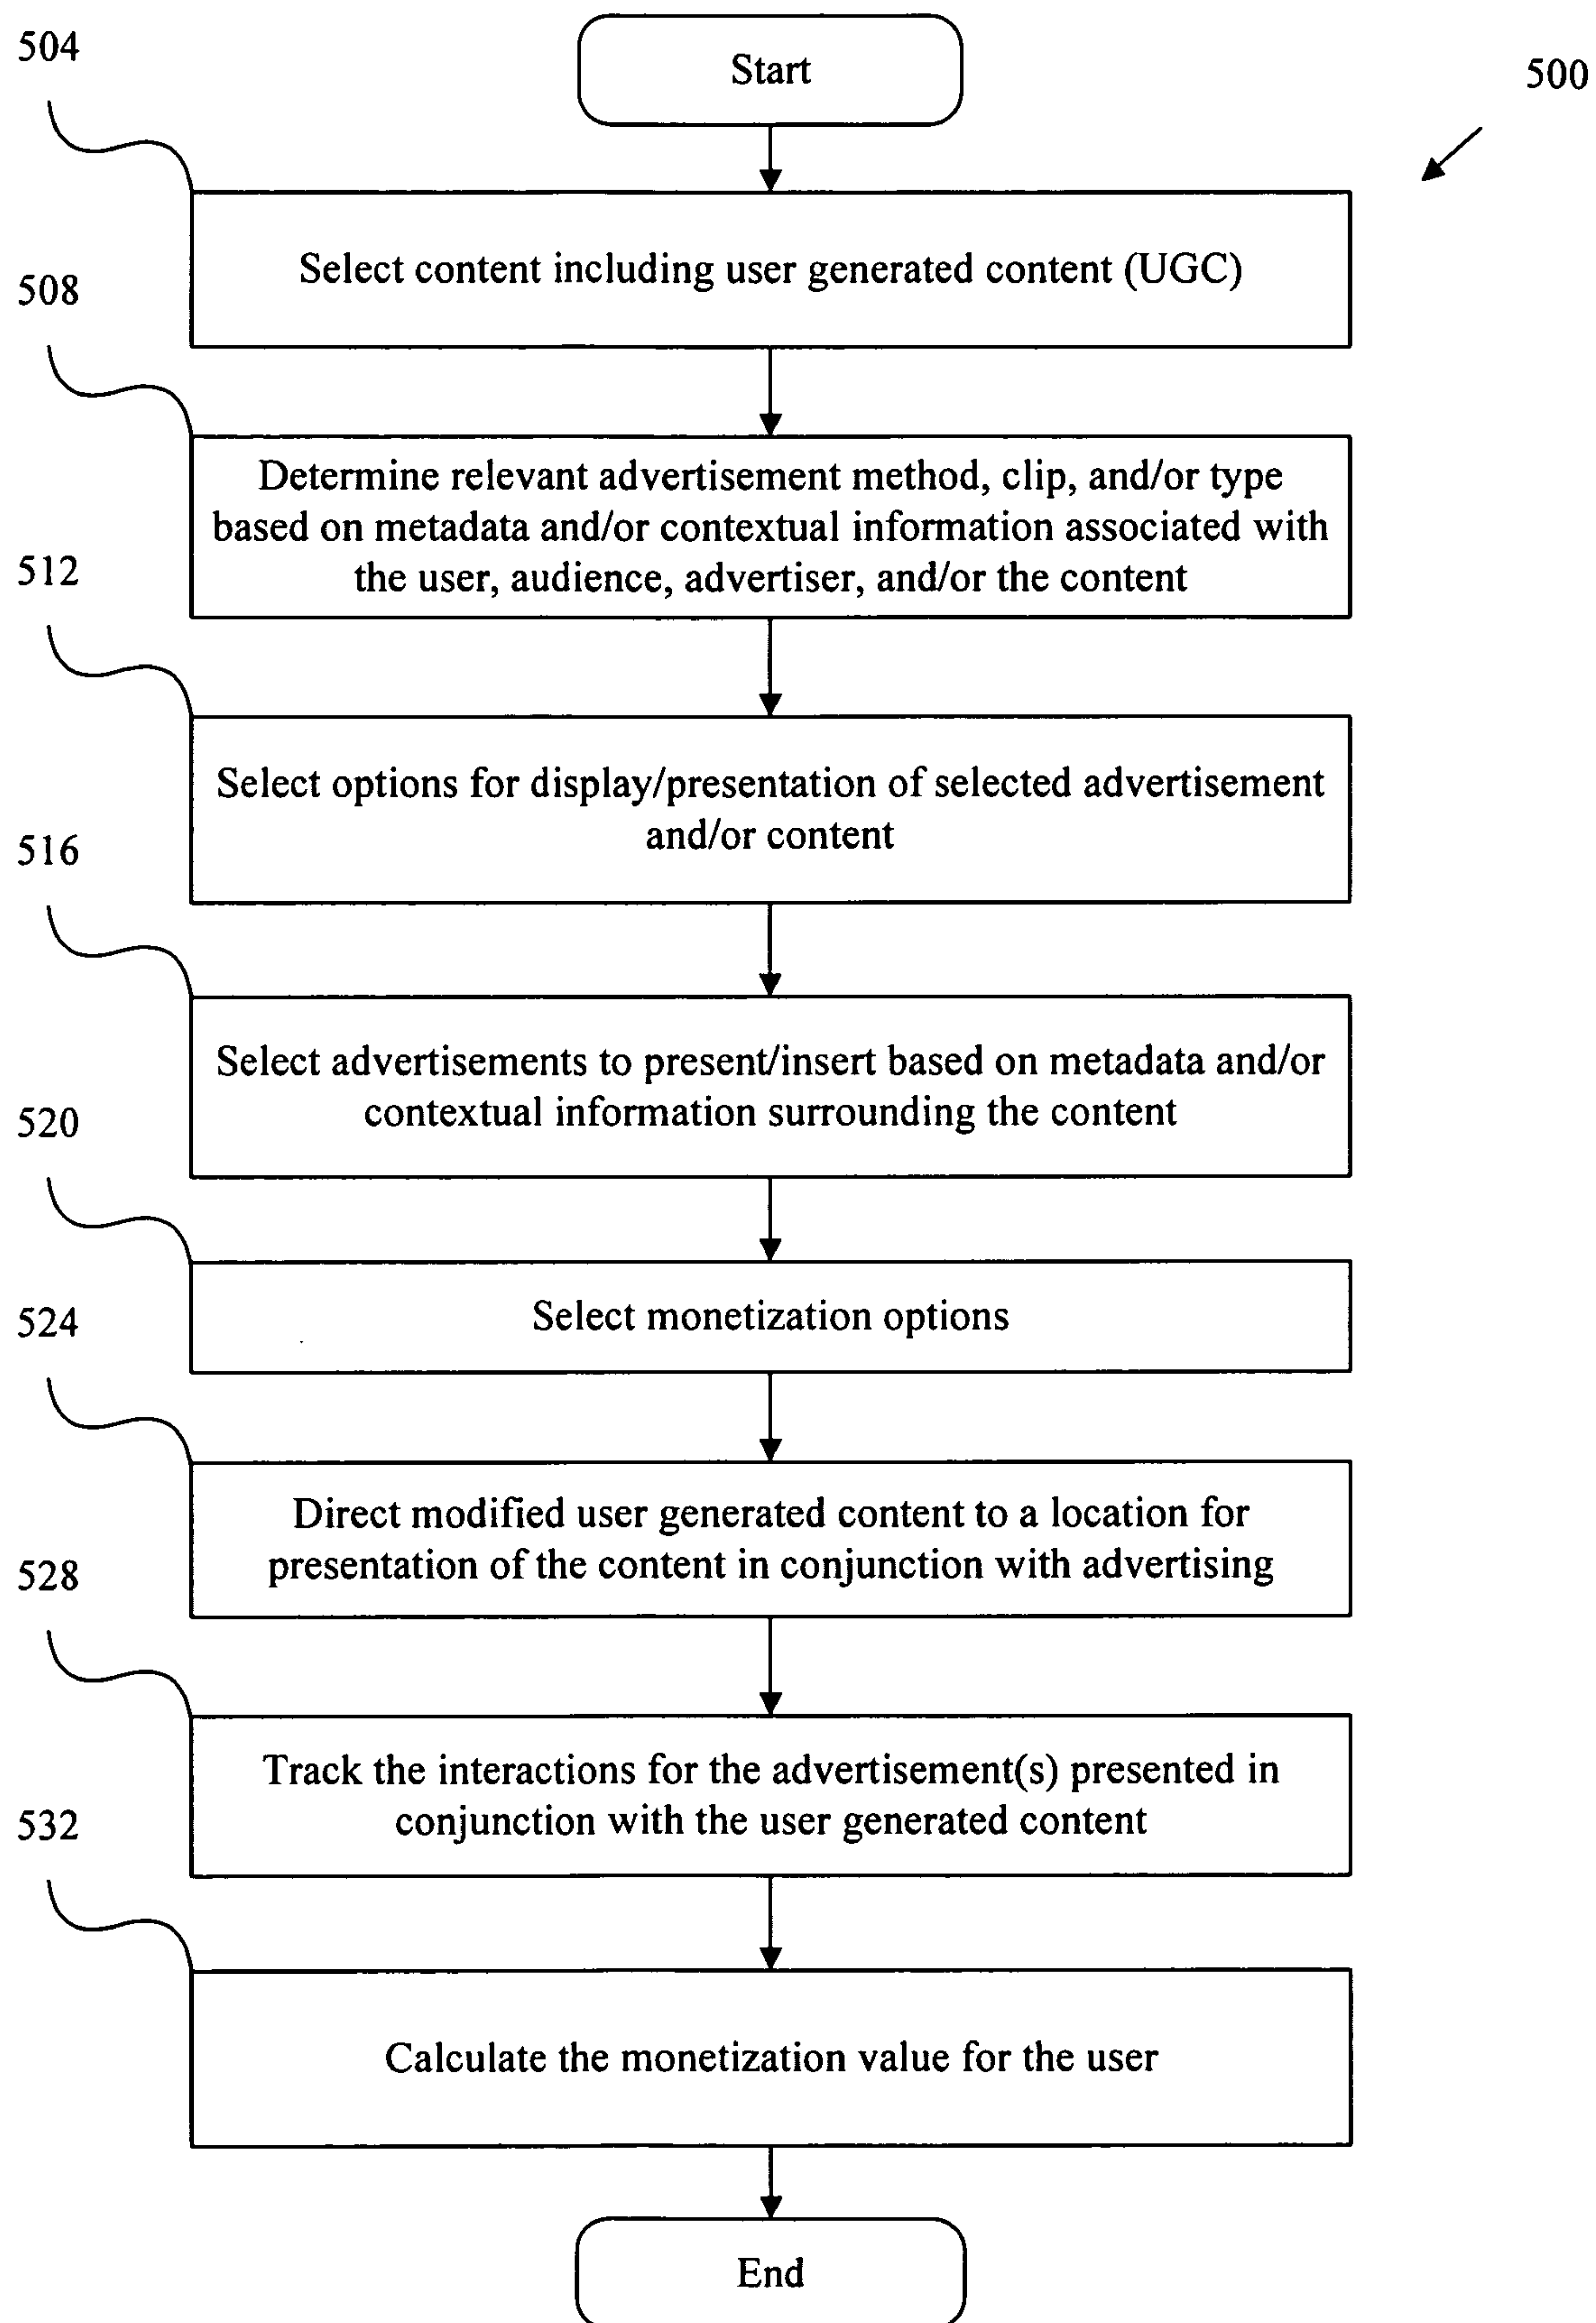 504
Start
500
Select content including user generated content (UGC)
508
Determine relevant advertisement method, clip, and/or type
based on metadata and/or contextual information associated with
the user, audience, advertiser, and/or the content
512
Select options for display/presentation of selected advertisement
and/or content
516
Select advertisements to present/insert based on metadata and/or
contextual information surrounding the content
520
Select monetization options
524
Direct modified user generated content to a location for
presentation of the content in conjunction with advertising
528
Track the interactions for the advertisement(s) presented in
conjunction with the user generated content
532
Calculate the monetization value for the user
End